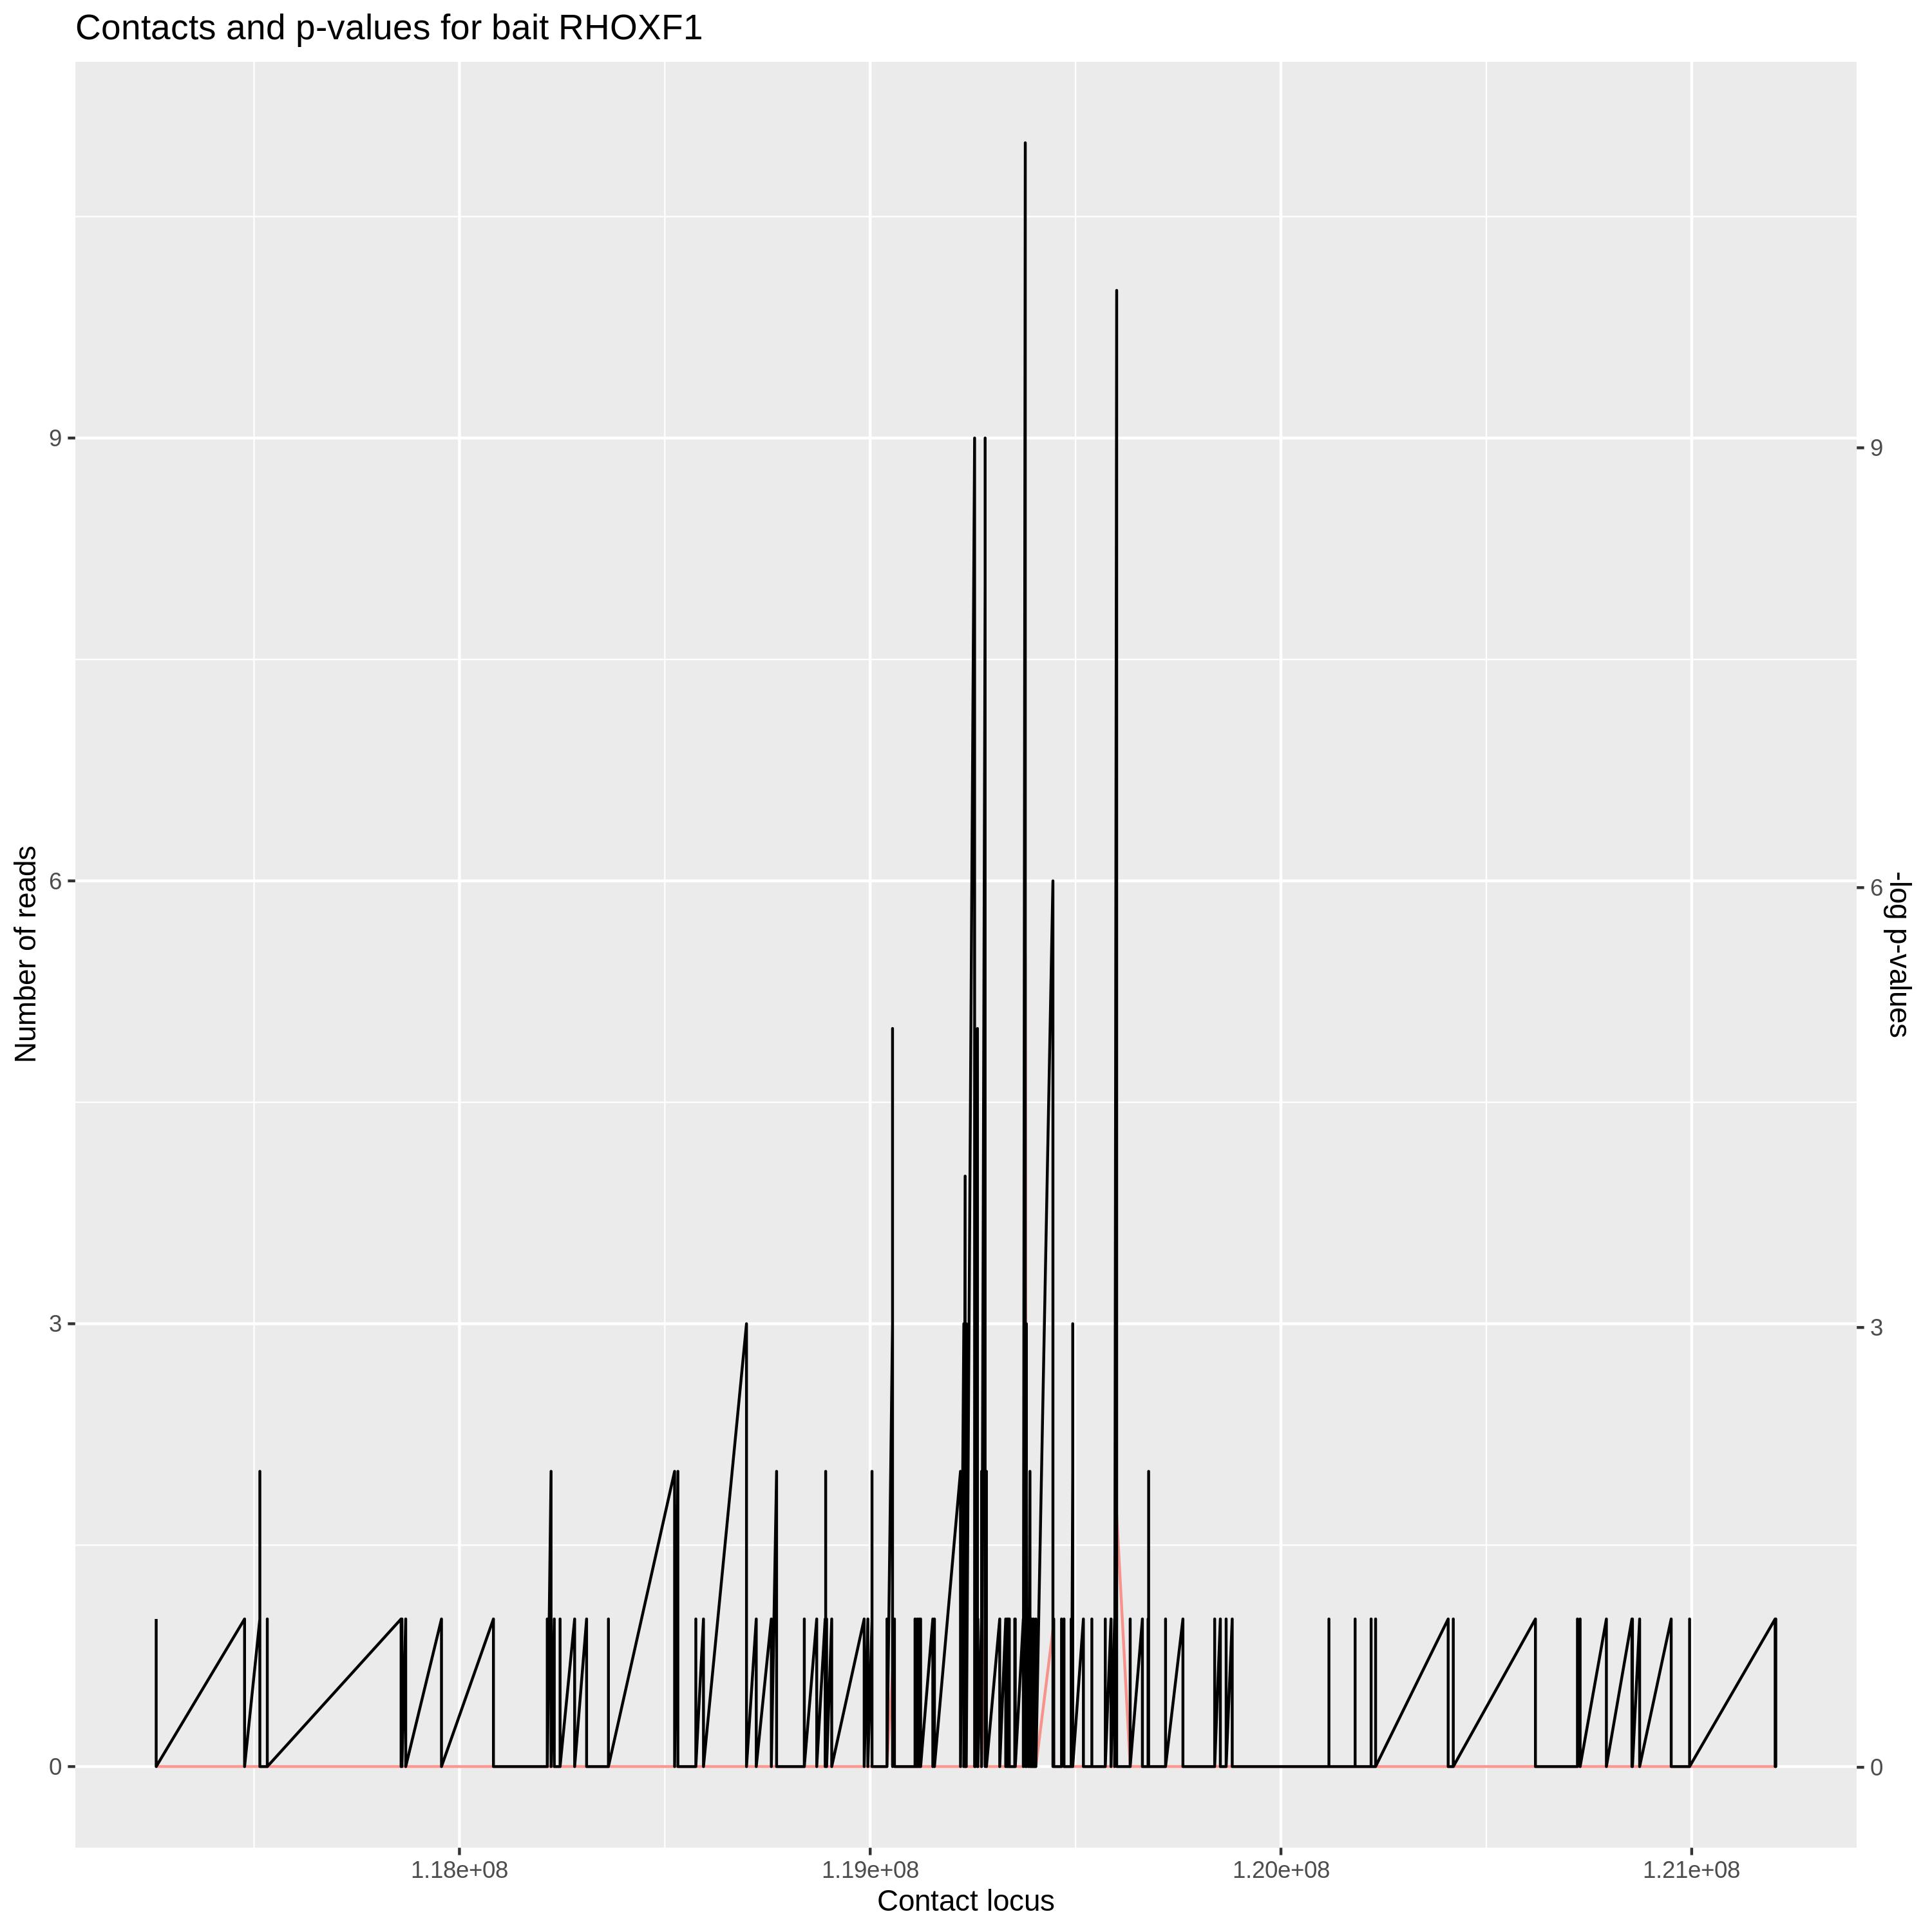 Contacts and p-values for bait RHOXF1
Number of reads
9
6
3
0
9
6
3
0
-log p-values
1.18e+08
1.19e+08
1.20e+08
1.21e+08
Contact locus